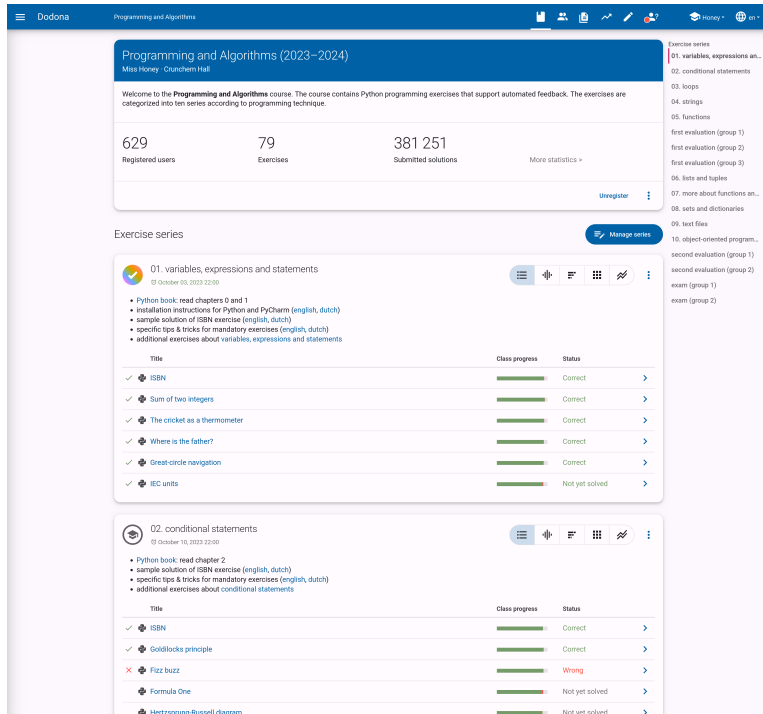 Dodona
Programming and Algorithms
Honey
en
Programming and Algorithms (2023–2024)
Miss Honey · Crunchem Hall
Welcome to the Programming and Algorithms course. The course contains Python programming exercises that support automated feedback. The exercises are
categorized into ten series according to programming technique.
629
79
381 251
Registered users
Exercises
Submitted solutions
More statistics >
Unregister
Exercise series
Manage series
01. variables, expressions and statements
October 03, 2023 22:00
• Python book: read chapters 0 and 1
• installation instructions for Python and PyCharm (english, dutch)
• sample solution of ISBN exercise (english, dutch)
• specific tips & tricks for mandatory exercises (english, dutch)
• additional exercises about variables, expressions and statements
Title Class progress Status
ISBN Correct
Sum of two integers Correct
The cricket as a thermometer Correct
Where is the father? Correct
Great-circle navigation Correct
IEC units Not yet solved
02. conditional statements
October 10, 2023 22:00
• Python book: read chapter 2
• sample solution of ISBN exercise (english, dutch)
• specific tips & tricks for mandatory exercises (english, dutch)
• additional exercises about conditional statements
Title Class progress Status
ISBN Correct
Goldilocks principle Correct
Fizz buzz Wrong
Formula One Not yet solved
Hertzsprung-Russell diagram Not yet solved
Exercise series
01. variables, expressions an...
02. conditional statements
03. loops
04. strings
05. functions
first evaluation (group 1)
first evaluation (group 2)
first evaluation (group 3)
06. lists and tuples
07. more about functions an...
08. sets and dictionaries
09. text files
10. object-oriented program...
second evaluation (group 1)
second evaluation (group 2)
exam (group 1)
exam (group 2)